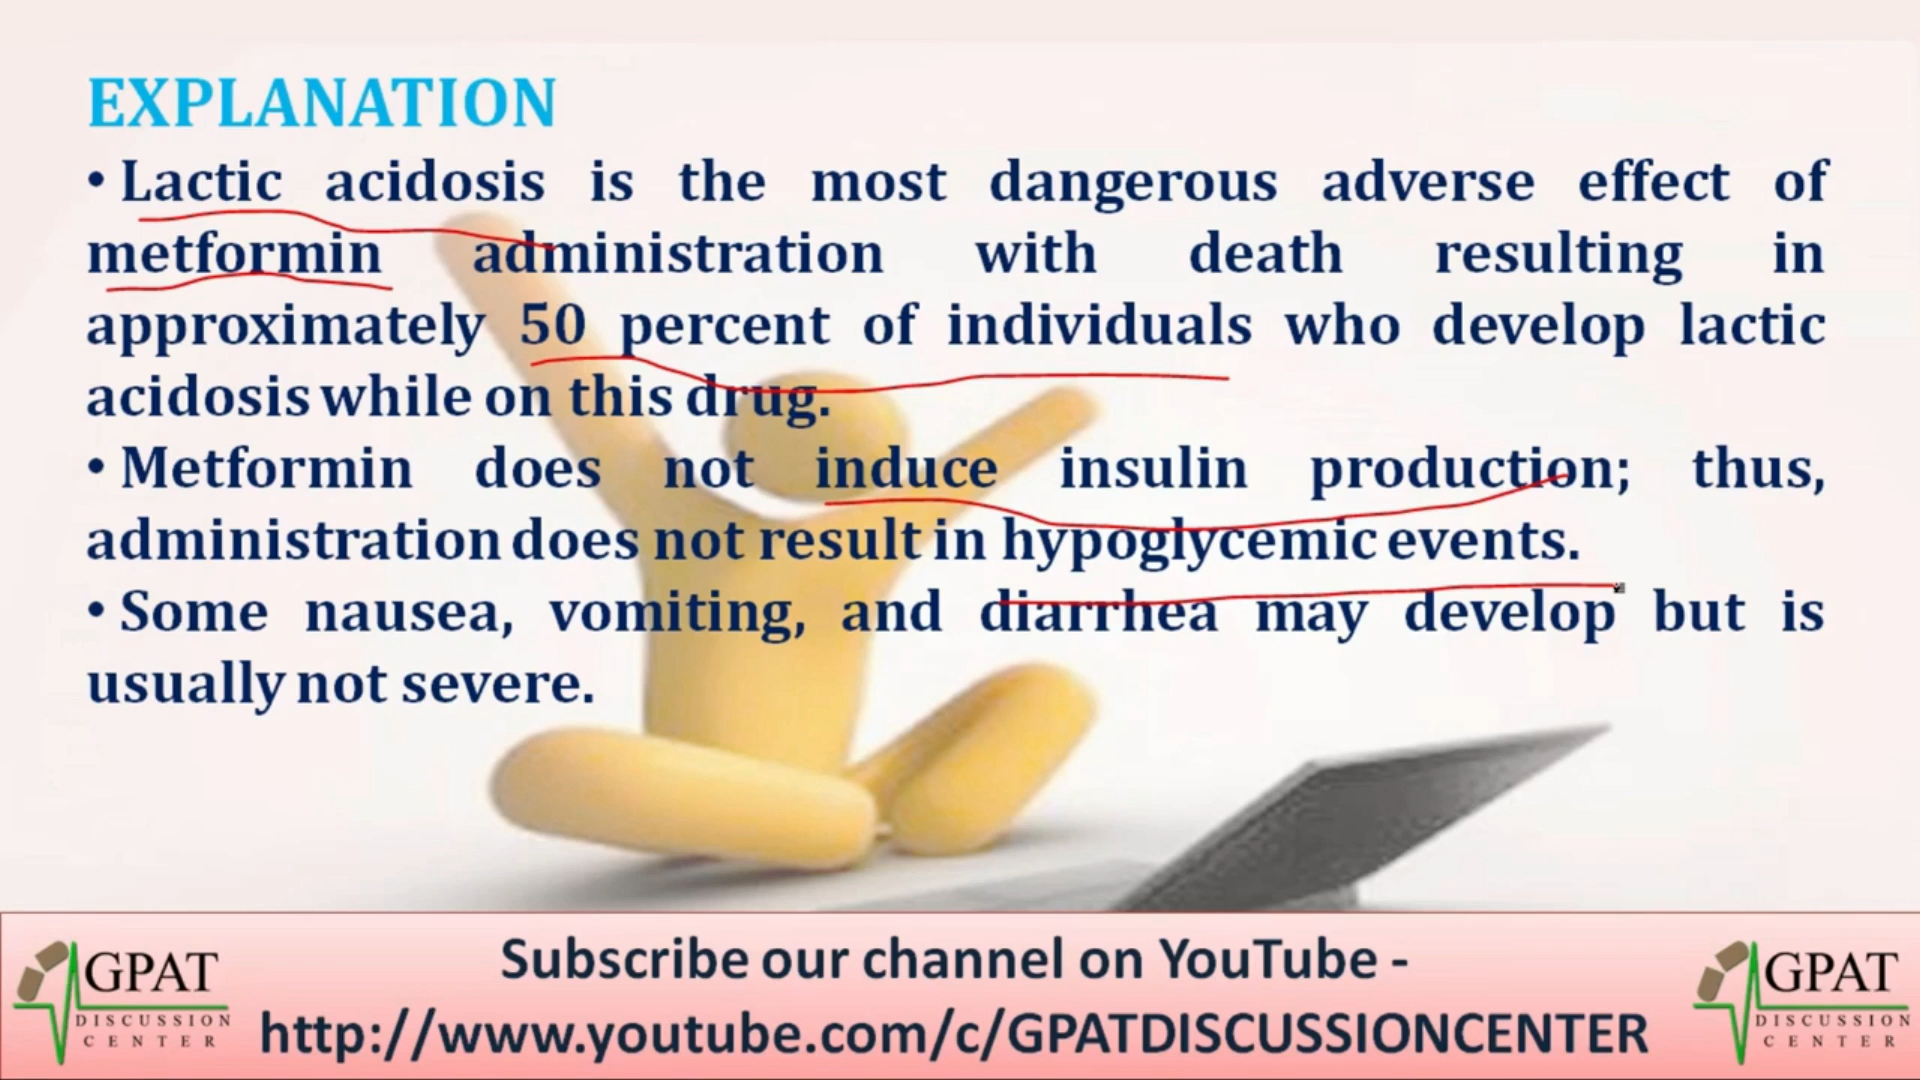 EXPLANATION
• Lactic acidosis is the most dangerous adverse effect of
metformin administration with death resulting in
approximately 50 percent of individuals who develop lactic
acidosis while on this drug.
• Metformin does not induce insulin production; thus,
administration does not result in hypoglycemic events.
• Some nausea, vomiting, and diarrhea may develop but is
usually not severe.
GPAT
DISCUSSION
CENTER
Subscribe our channel on YouTube -
http://www.youtube.com/c/GPATDISCUSSIONCENTER
GPAT
DISCUSSION
CENTER